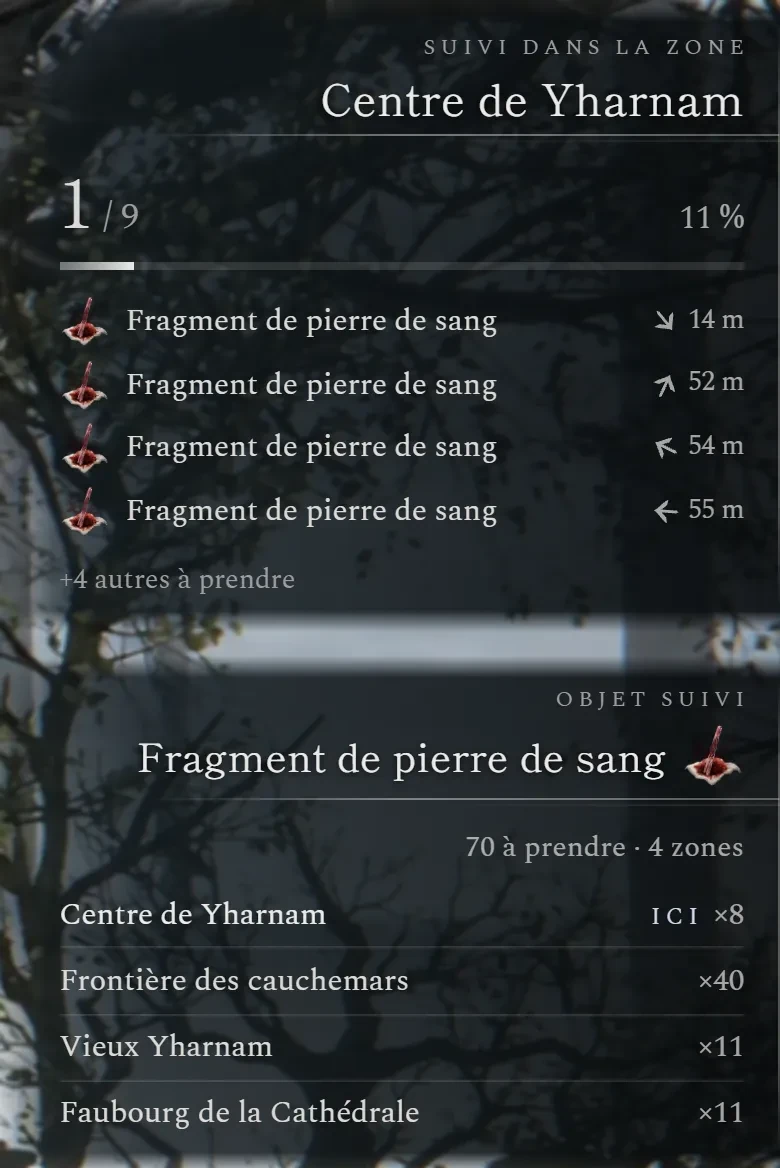 SUIVI DANS LA ZONE
Centre de Yharnam
1 / 9 11 %
Fragment de pierre de sang 14 m
Fragment de pierre de sang 52 m
Fragment de pierre de sang 54 m
Fragment de pierre de sang 55 m
+4 autres à prendre
OBJET SUIVI
Fragment de pierre de sang
70 à prendre · 4 zones
Centre de Yharnam ICI ×8
Frontière des cauchemars ×40
Vieux Yharnam ×11
Faubourg de la Cathédrale ×11